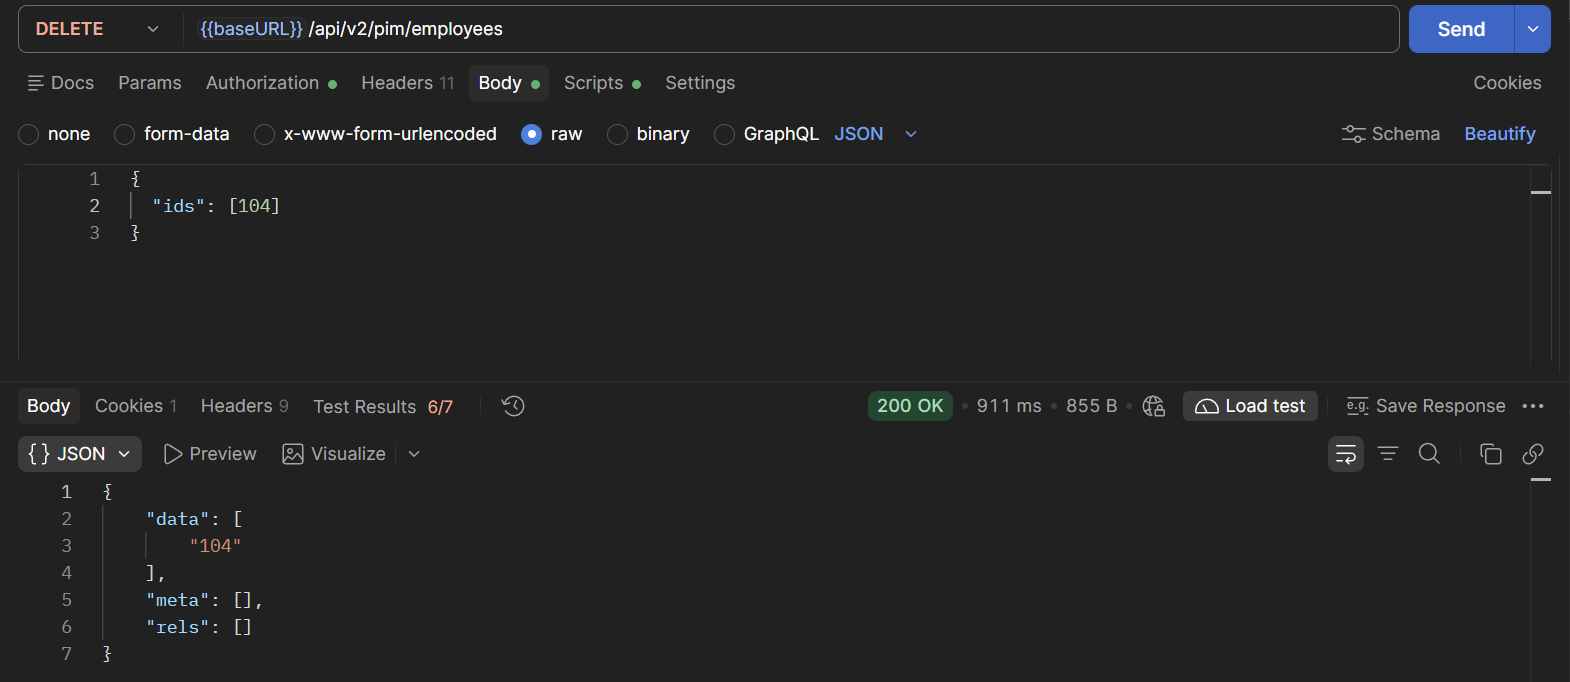 DELETE {{baseURL}} /api/v2/pim/employees Send
Docs Params Authorization Headers 11 Body Scripts Settings Cookies
none form-data x-www-form-urlencoded raw binary GraphQL JSON Schema Beautify
1 {
2 "ids": [104]
3 }
Body Cookies 1 Headers 9 Test Results 6/7 200 OK • 911 ms • 855 B • Load test e.g. Save Response
{} JSON Preview Visualize
1 {
2 "data": [
3 "104"
4 ],
5 "meta": [],
6 "rels": []
7 }